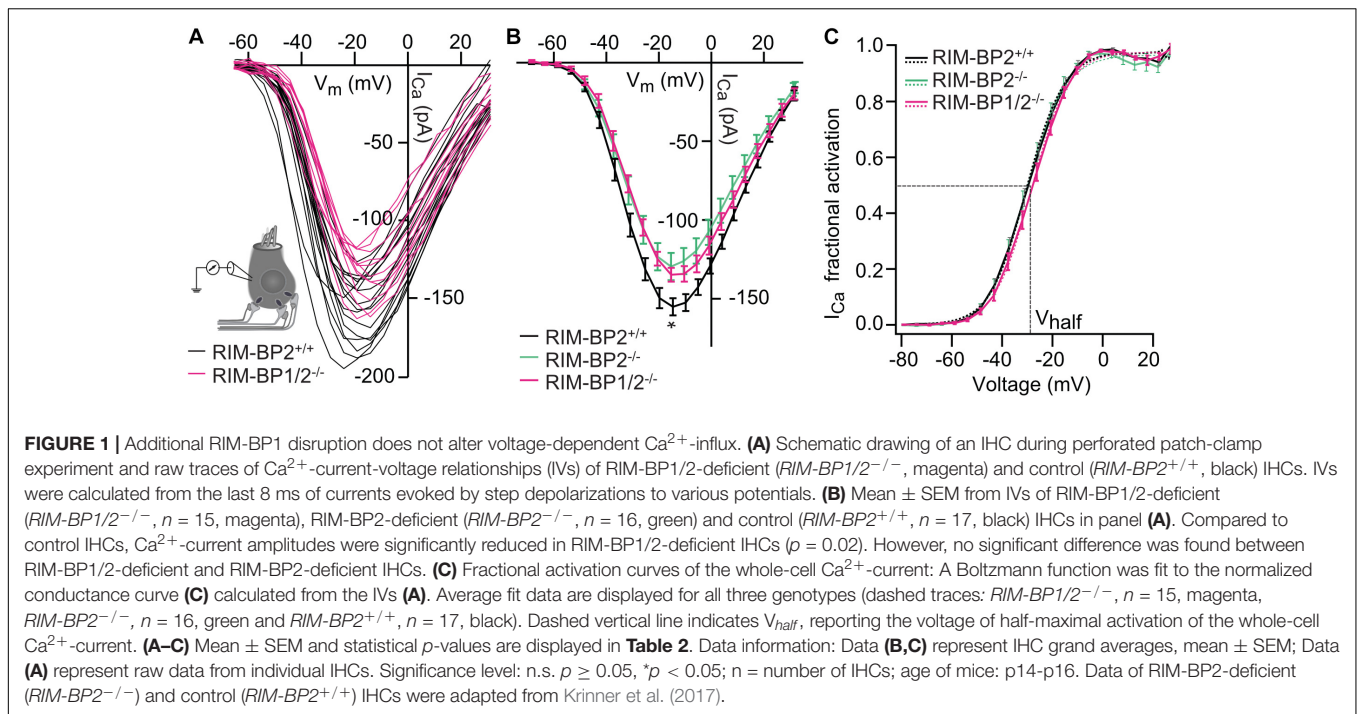 A
-60 -40 -20 0 20
Vm (mV)
ICa (pA)
-50
-100
-150
-200
RIM-BP2+/+
RIM-BP1/2-/-
B
-60 -40 -20 0 20
Vm (mV)
ICa (pA)
-50
-100
-150
*
RIM-BP2+/+
RIM-BP2-/-
RIM-BP1/2-/-
C
1.0
0.8
0.6
0.4
0.2
0.0
ICa fractional activation
RIM-BP2+/+
RIM-BP2-/-
RIM-BP1/2-/-
Vhalf
-80 -60 -40 -20 0 20
Voltage (mV)
FIGURE 1 | Additional RIM-BP1 disruption does not alter voltage-dependent Ca2+-influx. (A) Schematic drawing of an IHC during perforated patch-clamp
experiment and raw traces of Ca2+-current-voltage relationships (IVs) of RIM-BP1/2-deficient (RIM-BP1/2−/−, magenta) and control (RIM-BP2+/+, black) IHCs. IVs
were calculated from the last 8 ms of currents evoked by step depolarizations to various potentials. (B) Mean ± SEM from IVs of RIM-BP1/2-deficient
(RIM-BP1/2−/−, n = 15, magenta), RIM-BP2-deficient (RIM-BP2−/−, n = 16, green) and control (RIM-BP2+/+, n = 17, black) IHCs in panel (A). Compared to
control IHCs, Ca2+-current amplitudes were significantly reduced in RIM-BP1/2-deficient IHCs (p = 0.02). However, no significant difference was found between
RIM-BP1/2-deficient and RIM-BP2-deficient IHCs. (C) Fractional activation curves of the whole-cell Ca2+-current: A Boltzmann function was fit to the normalized
conductance curve (C) calculated from the IVs (A). Average fit data are displayed for all three genotypes (dashed traces: RIM-BP1/2−/−, n = 15, magenta,
RIM-BP2−/−, n = 16, green and RIM-BP2+/+, n = 17, black). Dashed vertical line indicates Vhalf, reporting the voltage of half-maximal activation of the whole-cell
Ca2+-current. (A–C) Mean ± SEM and statistical p-values are displayed in Table 2. Data information: Data (B,C) represent IHC grand averages, mean ± SEM; Data
(A) represent raw data from individual IHCs. Significance level: n.s. p ≥ 0.05, *p < 0.05; n = number of IHCs; age of mice: p14-p16. Data of RIM-BP2-deficient
(RIM-BP2−/−) and control (RIM-BP2+/+) IHCs were adapted from Krinner et al. (2017).